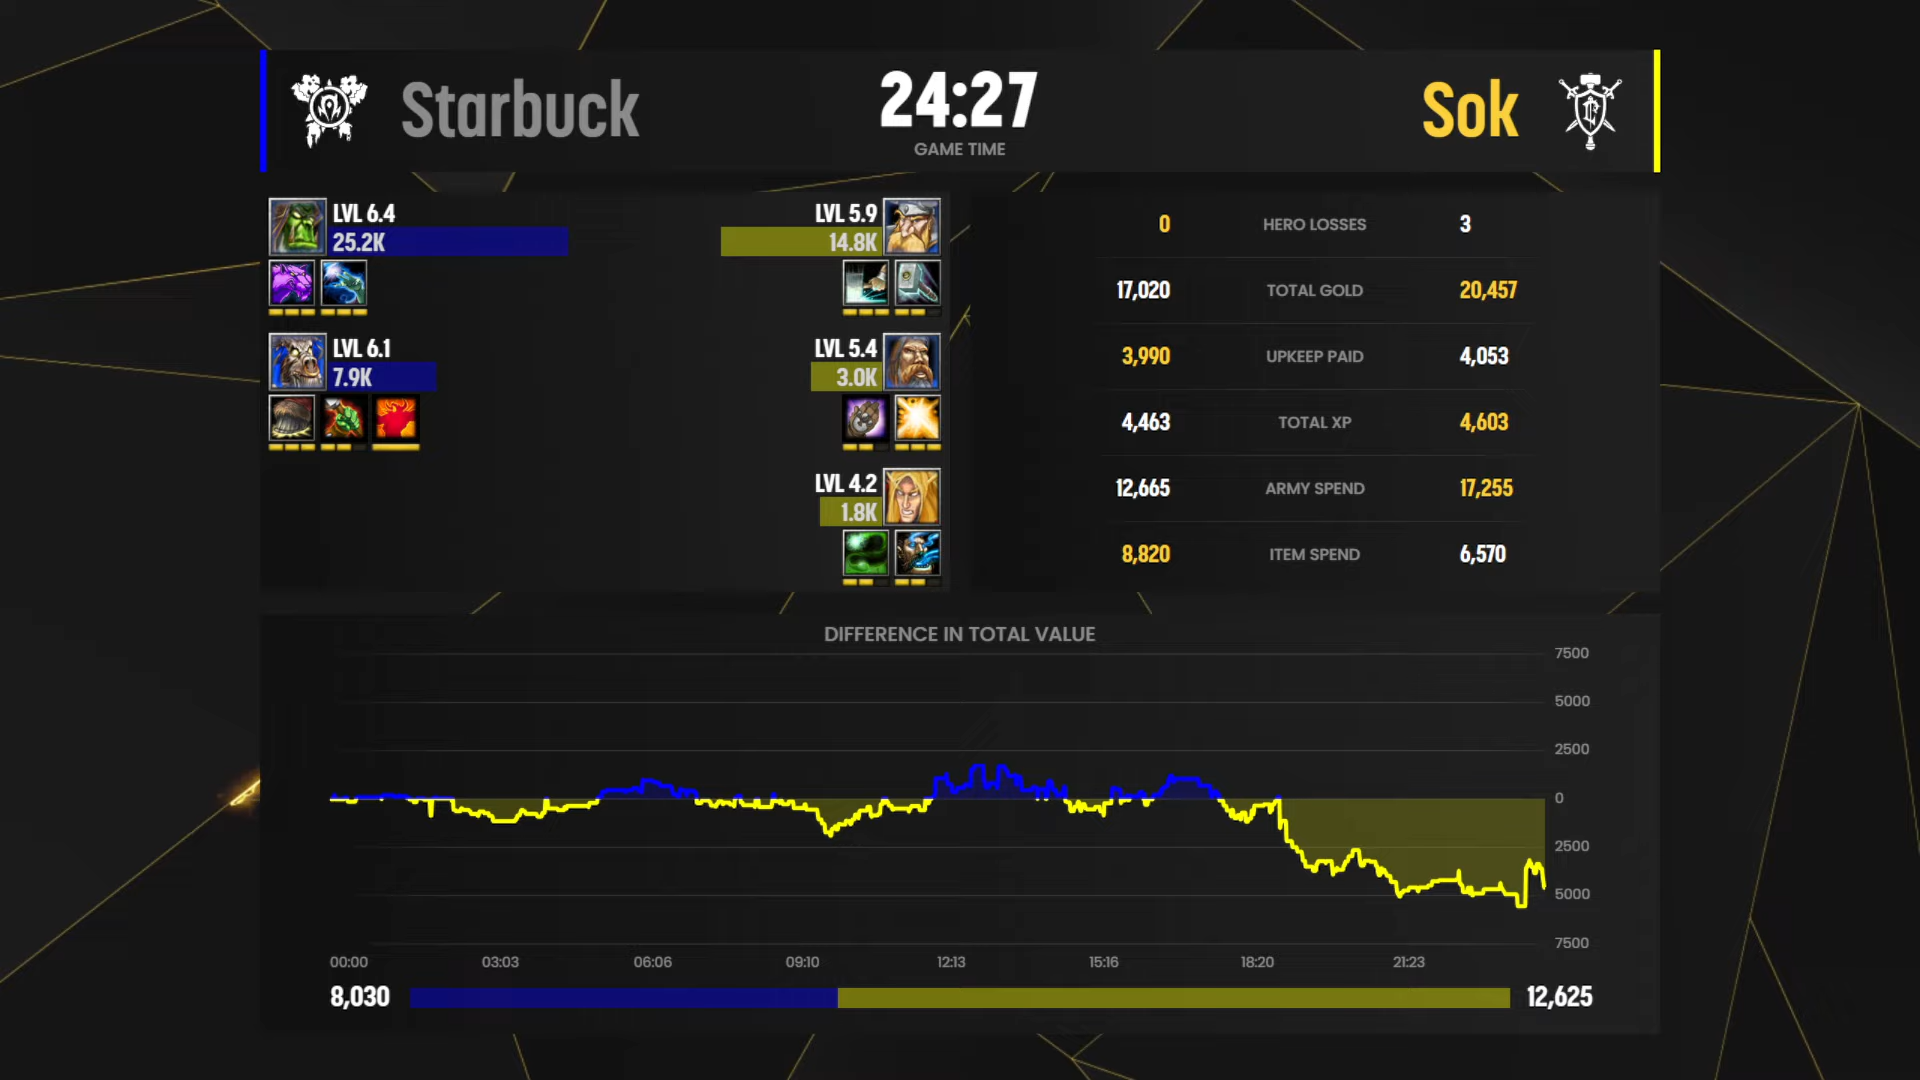 Starbuck
24:27
GAME TIME
Sok
LVL 6.4
25.2K
LVL 6.1
7.9K
LVL 5.9
14.8K
LVL 5.4
3.0K
LVL 4.2
1.8K
0 HERO LOSSES 3
17,020 TOTAL GOLD 20,457
3,990 UPKEEP PAID 4,053
4,463 TOTAL XP 4,603
12,665 ARMY SPEND 17,255
8,820 ITEM SPEND 6,570
DIFFERENCE IN TOTAL VALUE
7500
5000
2500
0
2500
5000
7500
00:00 03:03 06:06 09:10 12:13 15:16 18:20 21:23
8,030 12,625